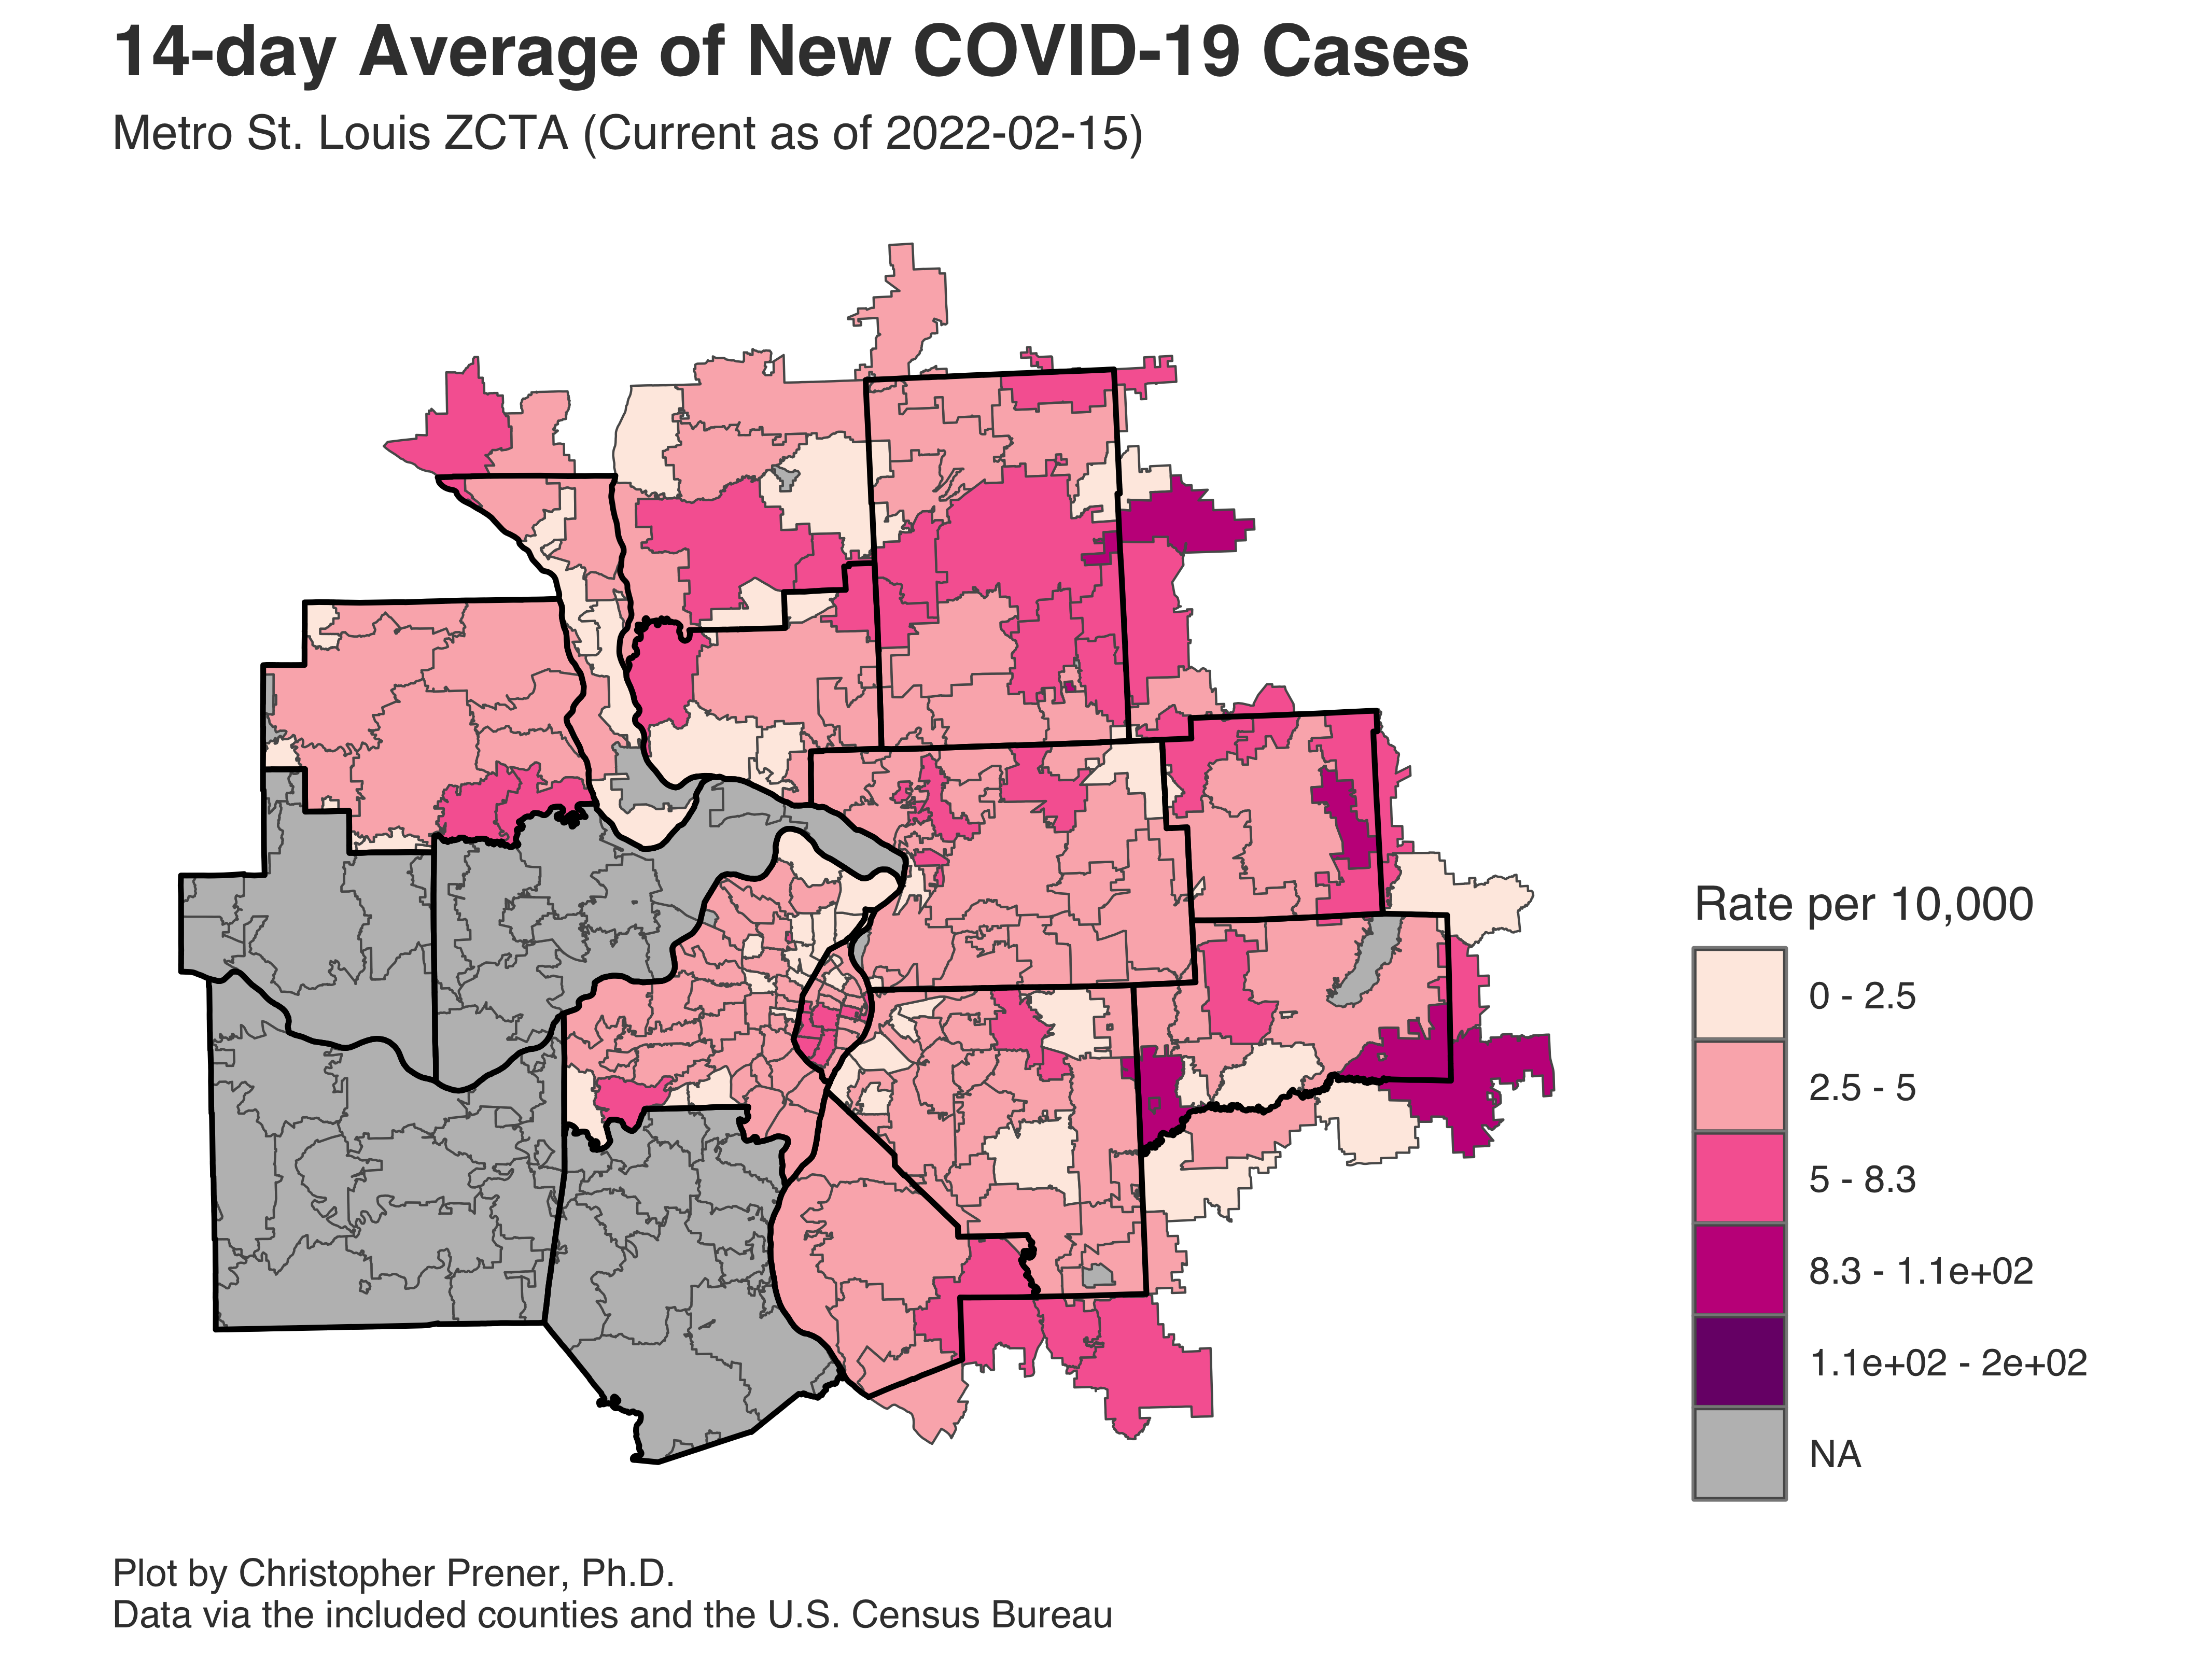 14-day Average of New COVID-19 Cases
Metro St. Louis ZCTA (Current as of 2022-02-15)
Rate per 10,000
0 - 2.5
2.5 - 5
5 - 8.3
8.3 - 1.1e+02
1.1e+02 - 2e+02
NA
Plot by Christopher Prener, Ph.D.
Data via the included counties and the U.S. Census Bureau